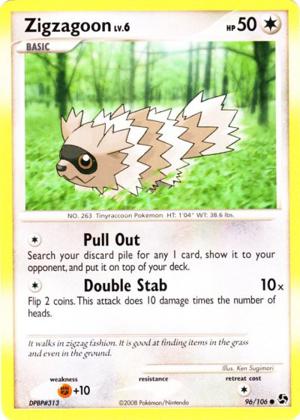 Zigzagoon LV.6 HP 50
BASIC
NO. 263 Tinyraccoon Pokémon HT: 1'04" WT: 38.6 lbs.
Pull Out
Search your discard pile for any 1 card, show it to your
opponent, and put it on top of your deck.
Double Stab 10×
Flip 2 coins. This attack does 10 damage times the number of
heads.
It walks in zigzag fashion. It is good at finding items in the grass
and even in the ground.
Illus. Ken Sugimori
weakness resistance retreat cost
+10
DPBP#313 ©2008 Pokémon/Nintendo 96/106